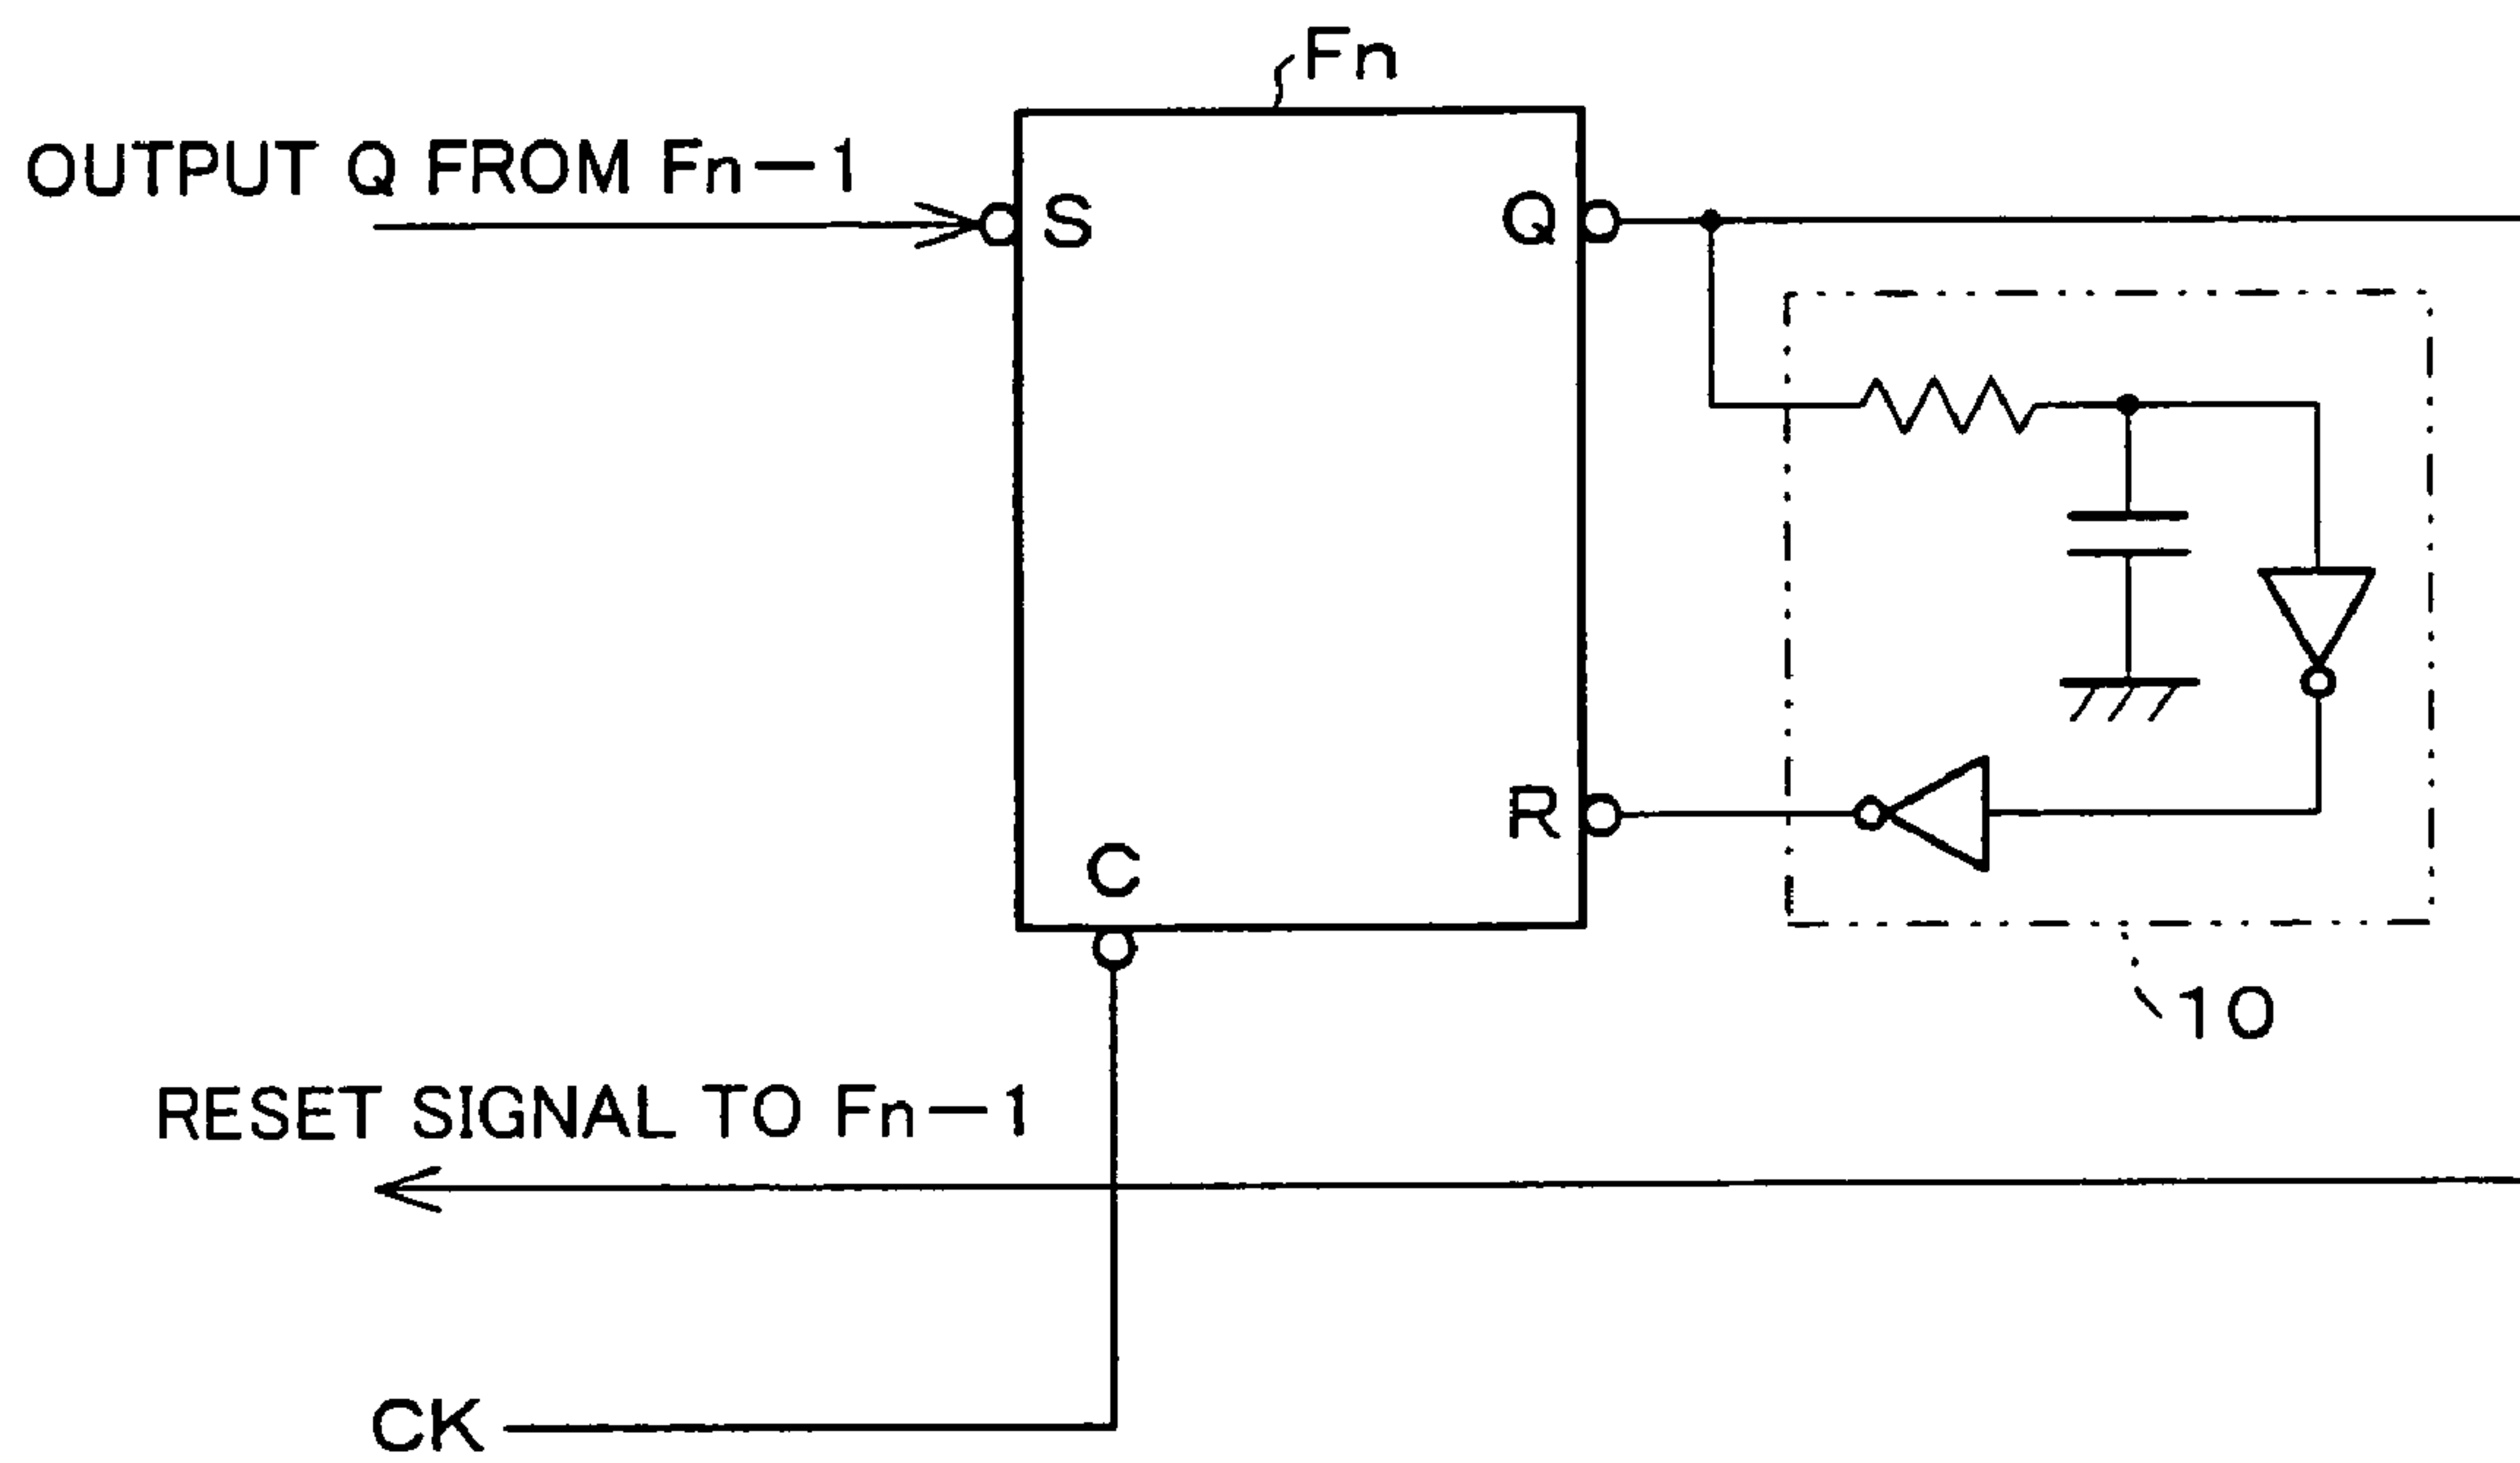 Fn
OUTPUT Q FROM Fn−1
S
Q
R
C
10
RESET SIGNAL TO Fn−1
CK